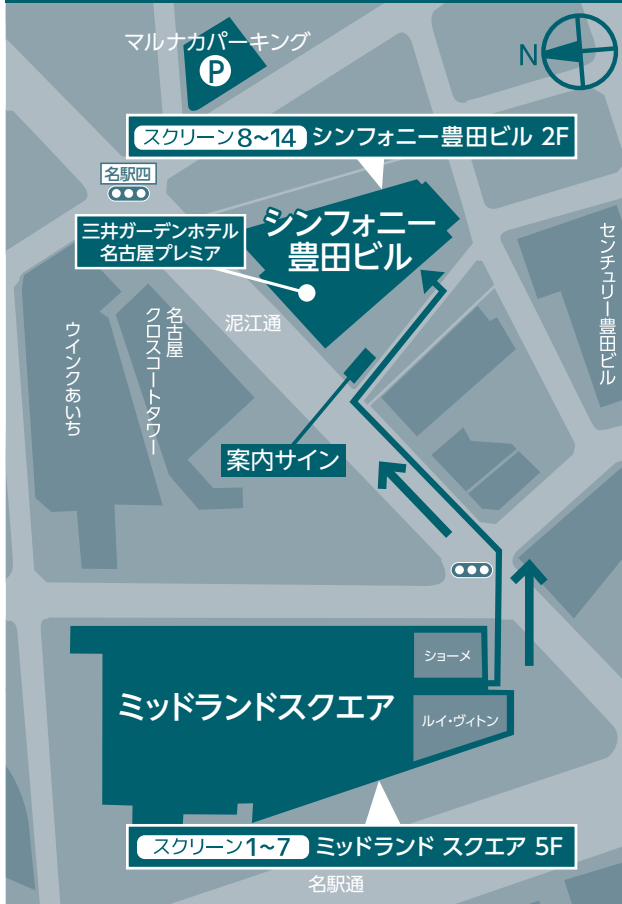 マルナカパーキング
P
N
スクリーン8~14 シンフォニー豊田ビル 2F
名駅四
三井ガーデンホテル
名古屋プレミア
シンフォニー
豊田ビル
センチュリー豊田ビル
泥江通
名古屋
クロスコートタワー
ウインクあいち
案内サイン
ショーメ
ミッドランドスクエア
ルイ・ヴィトン
スクリーン1~7 ミッドランド スクエア 5F
名駅通